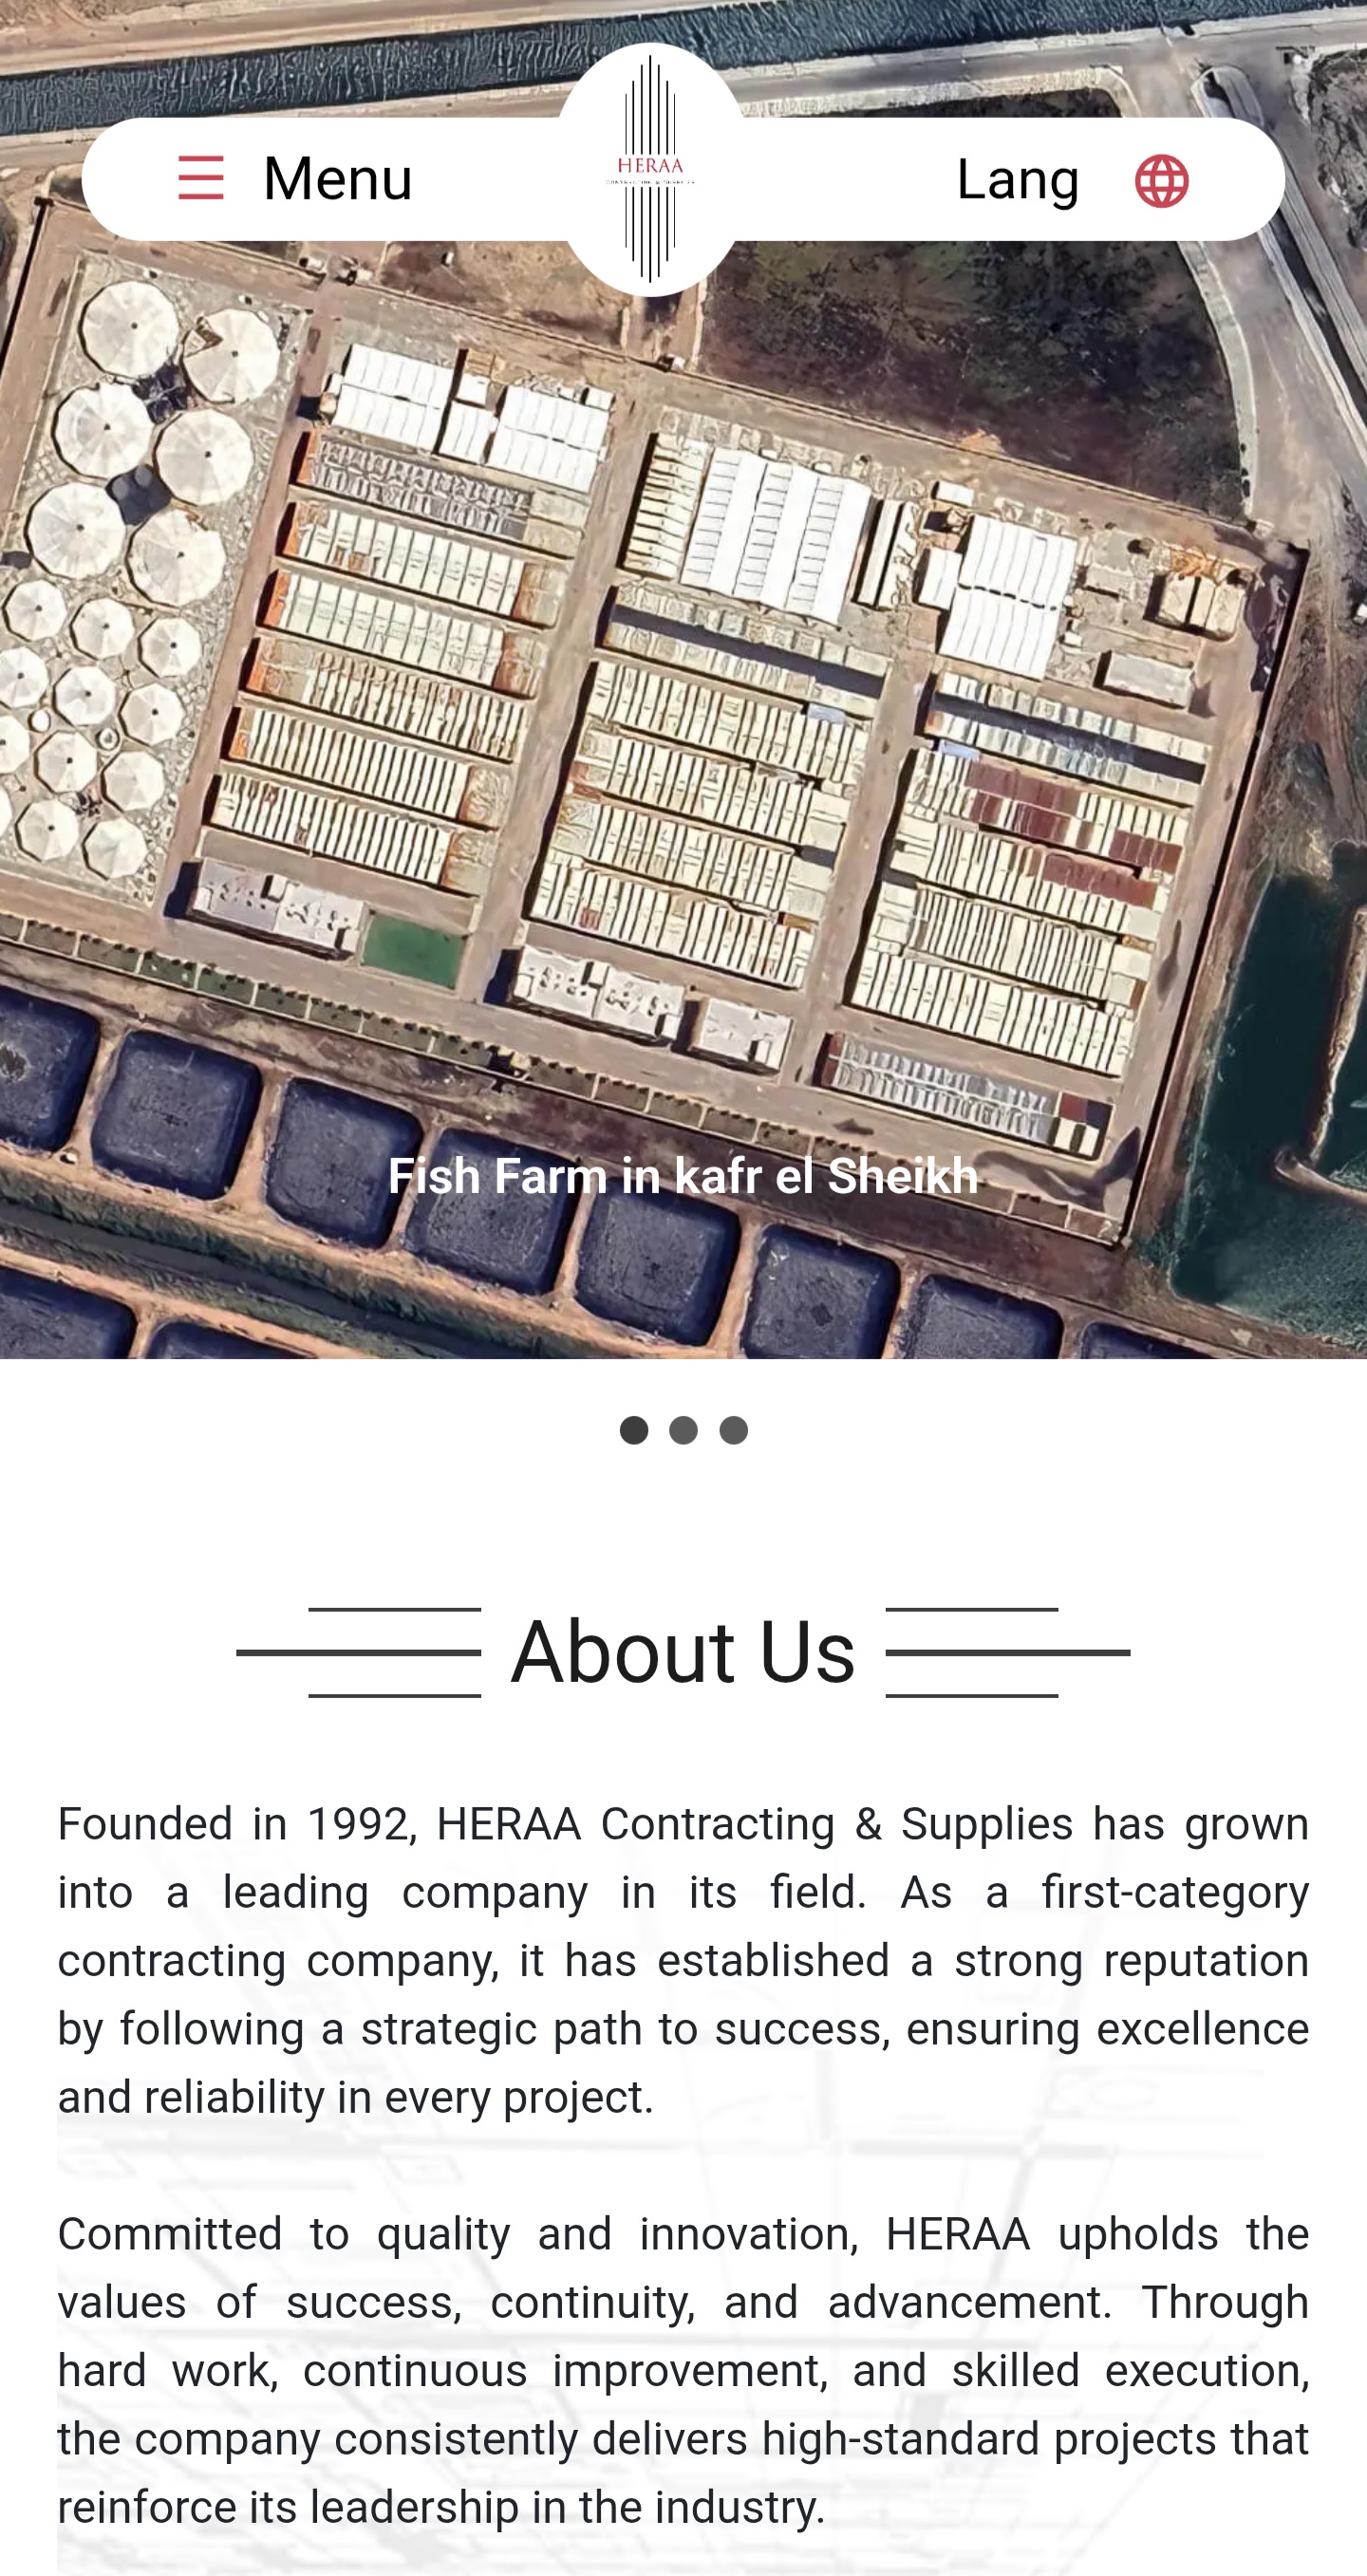 Menu
HERAA
Lang
Fish Farm in kafr el Sheikh
About Us
Founded in 1992, HERAA Contracting & Supplies has grown
into a leading company in its field. As a first-category
contracting company, it has established a strong reputation
by following a strategic path to success, ensuring excellence
and reliability in every project.
Committed to quality and innovation, HERAA upholds the
values of success, continuity, and advancement. Through
hard work, continuous improvement, and skilled execution,
the company consistently delivers high-standard projects that
reinforce its leadership in the industry.